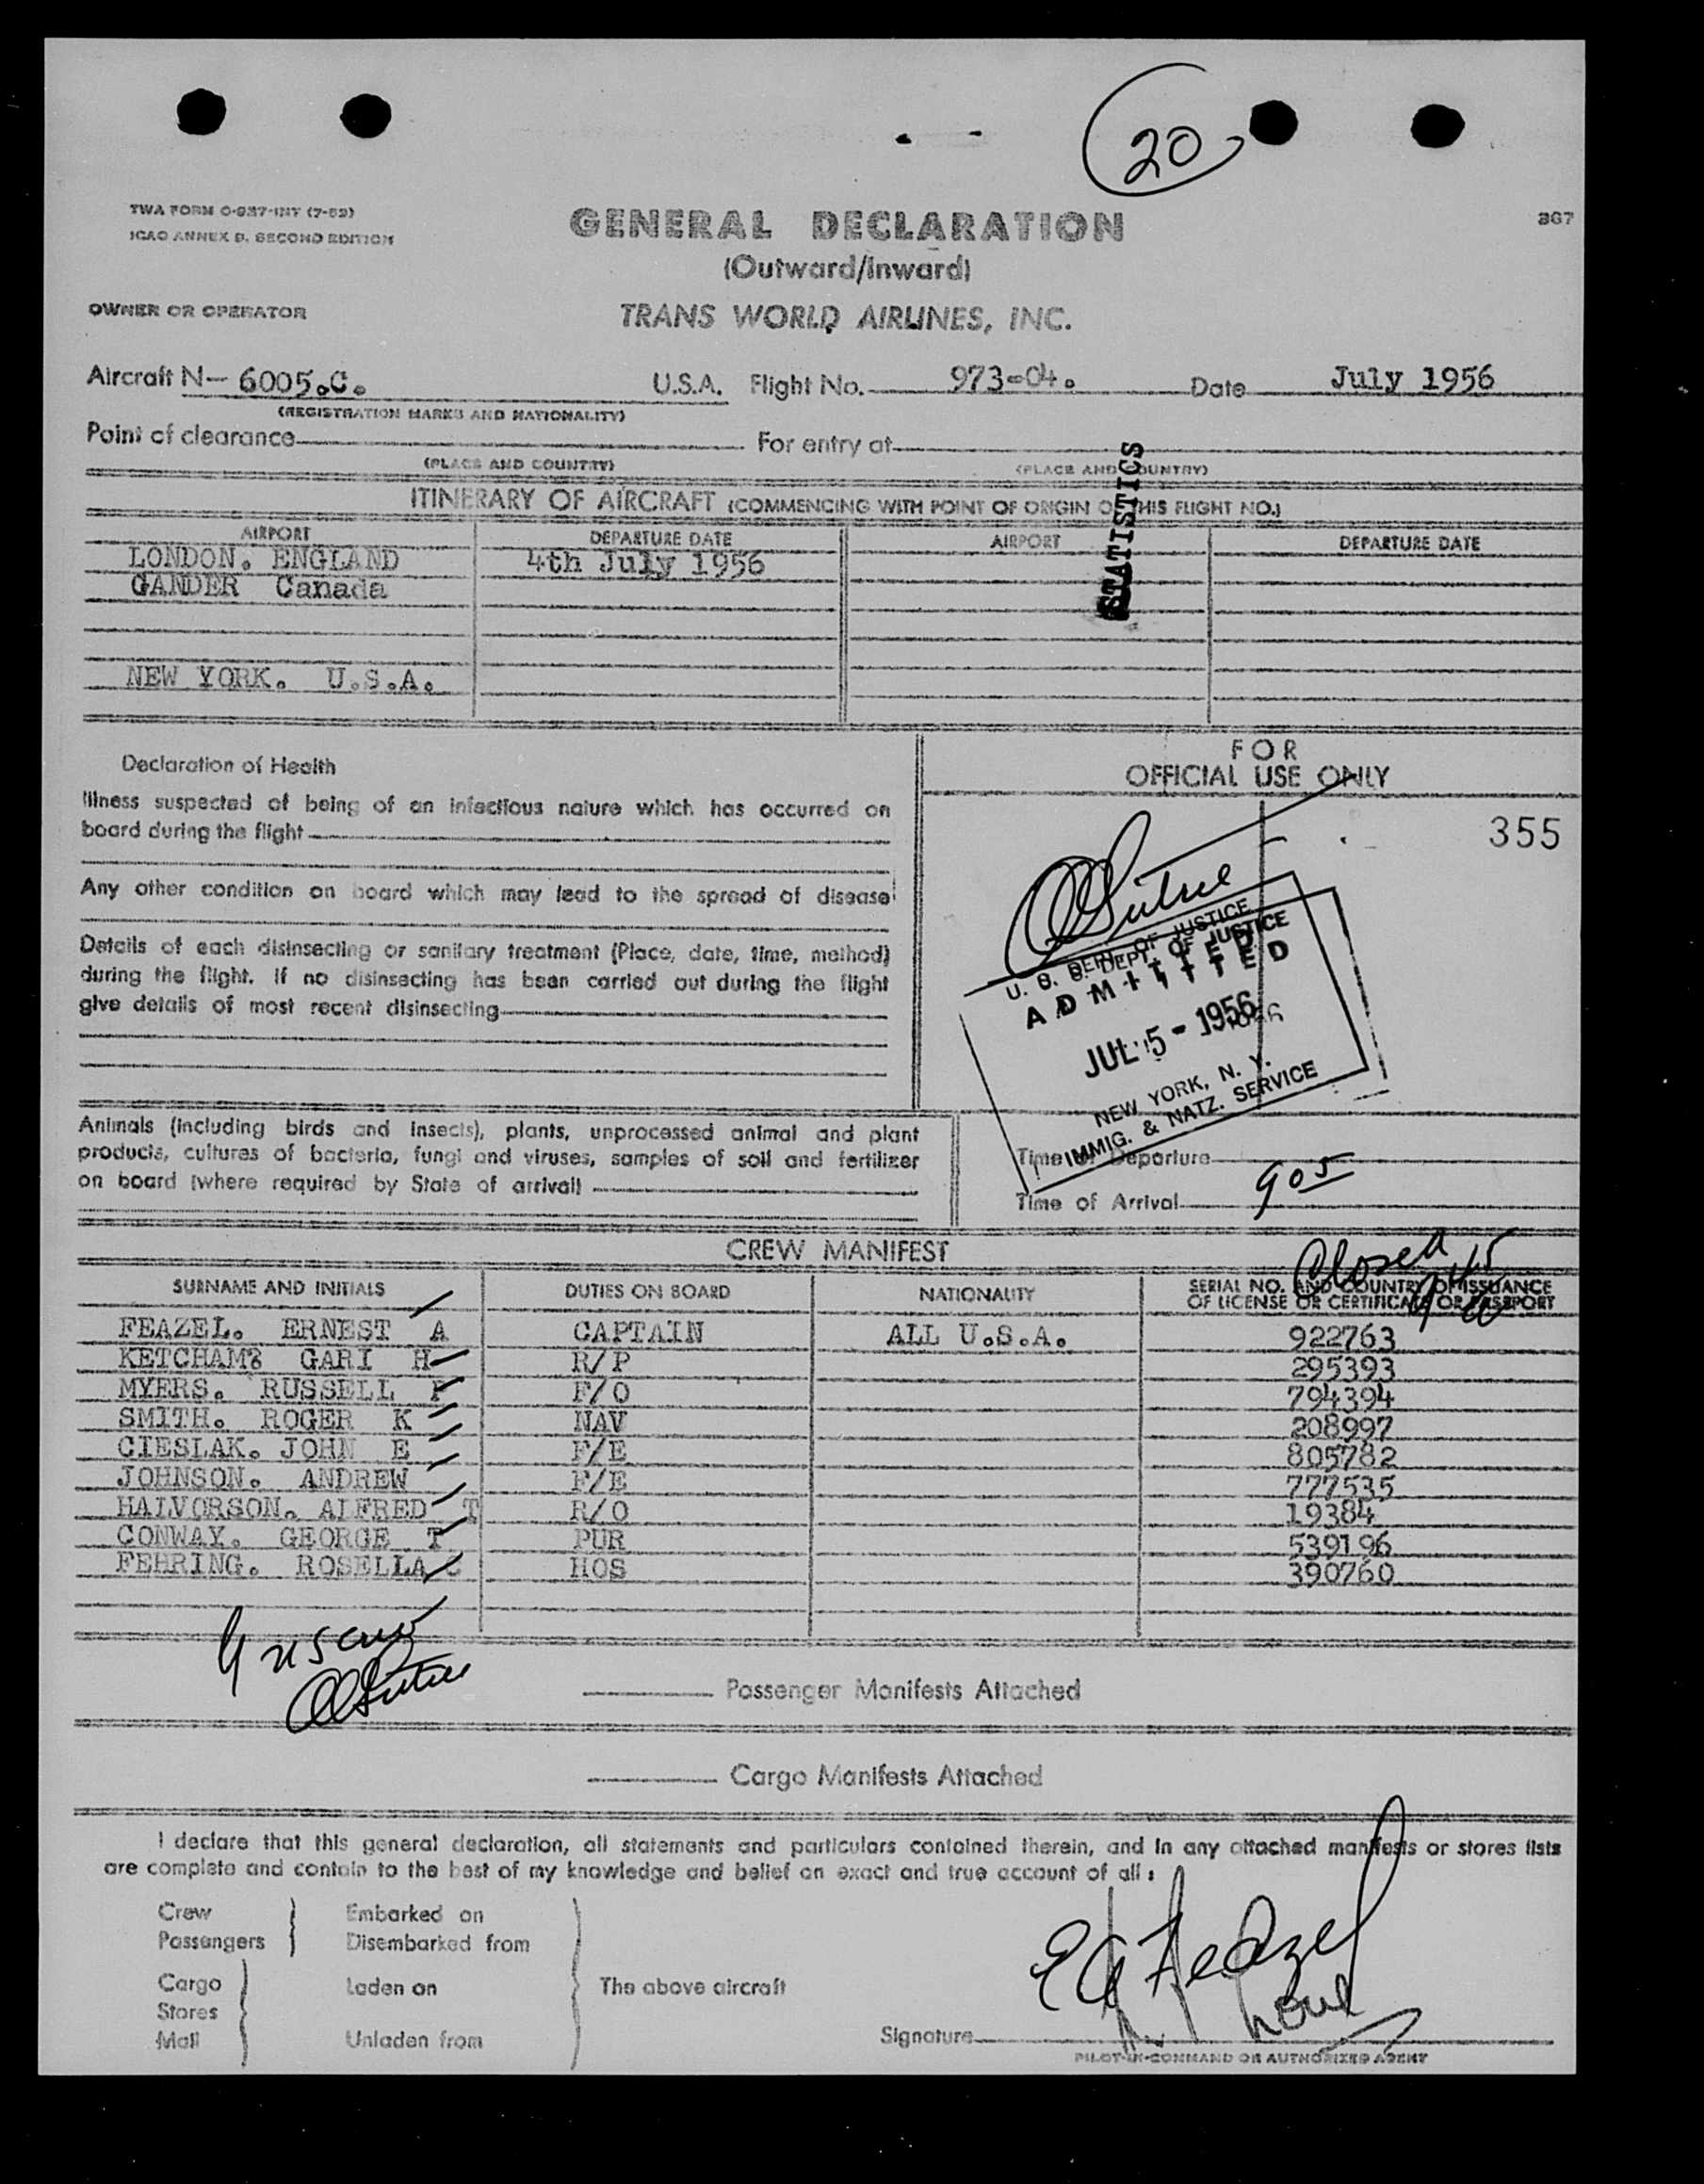 20
TWA FORM O-937-INT (7-52)
ICAO ANNEX 9, SECOND EDITION
GENERAL DECLARATION
367
(Outward/Inward)
OWNER OR OPERATOR
TRANS WORLD AIRLINES, INC.
Aircraft N- 6005.C. U.S.A. Flight No. 973-04. Date July 1956
(REGISTRATION MARKS AND NATIONALITY)
Point of clearance For entry at
(PLACE AND COUNTRY) (PLACE AND COUNTRY)
STATISTICS
ITINERARY OF AIRCRAFT (COMMENCING WITH POINT OF ORIGIN OF THIS FLIGHT NO.)
AIRPORT DEPARTURE DATE AIRPORT DEPARTURE DATE
LONDON. ENGLAND 4th July 1956
GANDER Canada
NEW YORK. U.S.A.
Declaration of Health
Illness suspected of being of an infectious nature which has occurred on
board during the flight
Any other condition on board which may lead to the spread of disease
Details of each disinsecting or sanitary treatment (Place, date, time, method)
during the flight. If no disinsecting has been carried out during the flight
give details of most recent disinsecting
FOR
OFFICIAL USE ONLY
355
U. S. DEPT. OF JUSTICE
ADMITTED
JUL 5 - 1956
NEW YORK, N. Y.
IMMIG. & NATZ. SERVICE
Animals (including birds and insects), plants, unprocessed animal and plant
products, cultures of bacteria, fungi and viruses, samples of soil and fertilizer
on board (where required by State of arrival)
Time of Departure
Time of Arrival 905
CREW MANIFEST
Closed
SURNAME AND INITIALS DUTIES ON BOARD NATIONALITY SERIAL NO. AND COUNTRY OF ISSUANCE
OF LICENSE OR CERTIFICATE OR PASSPORT
FEAZEL. ERNEST A CAPTAIN ALL U.S.A. 922763
KETCHAM? GARI H R/P 295393
MYERS. RUSSELL F F/O 794394
SMITH. ROGER K NAV 208997
CIESLAK. JOHN E F/E 805782
JOHNSON. ANDREW F/E 777535
HALVORSON. ALFRED T R/O 19384
CONWAY. GEORGE T PUR 539196
FEHRING. ROSELLA C HOS 390760
9
Passenger Manifests Attached
Cargo Manifests Attached
I declare that this general declaration, all statements and particulars contained therein, and in any attached manifests or stores lists
are complete and contain to the best of my knowledge and belief an exact and true account of all :
Crew Embarked on
Passengers Disembarked from
Cargo Laden on The above aircraft
Stores
Mail Unladen from
Signature E A Feazel
PILOT-IN-COMMAND OR AUTHORIZED AGENT